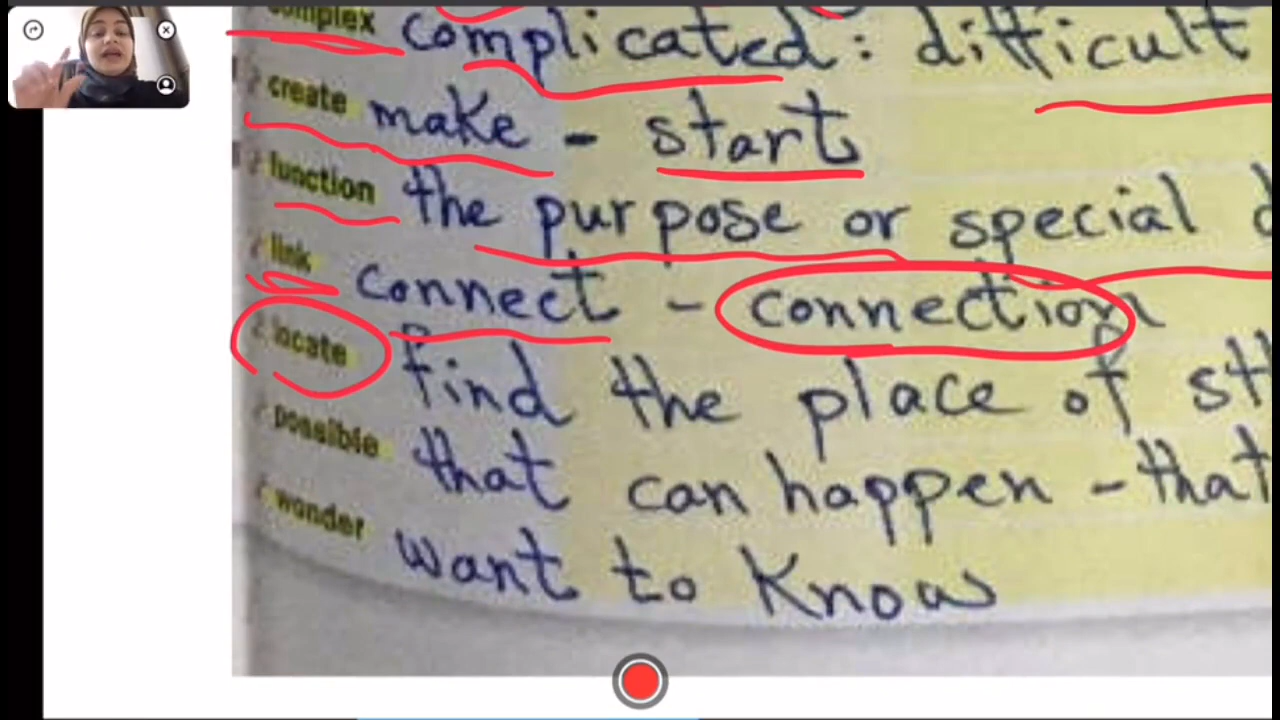 complex complicated: difficult
create make - start
function the purpose or special
link connect - connection
locate find the place of
possible that can happen - that
wonder want to know